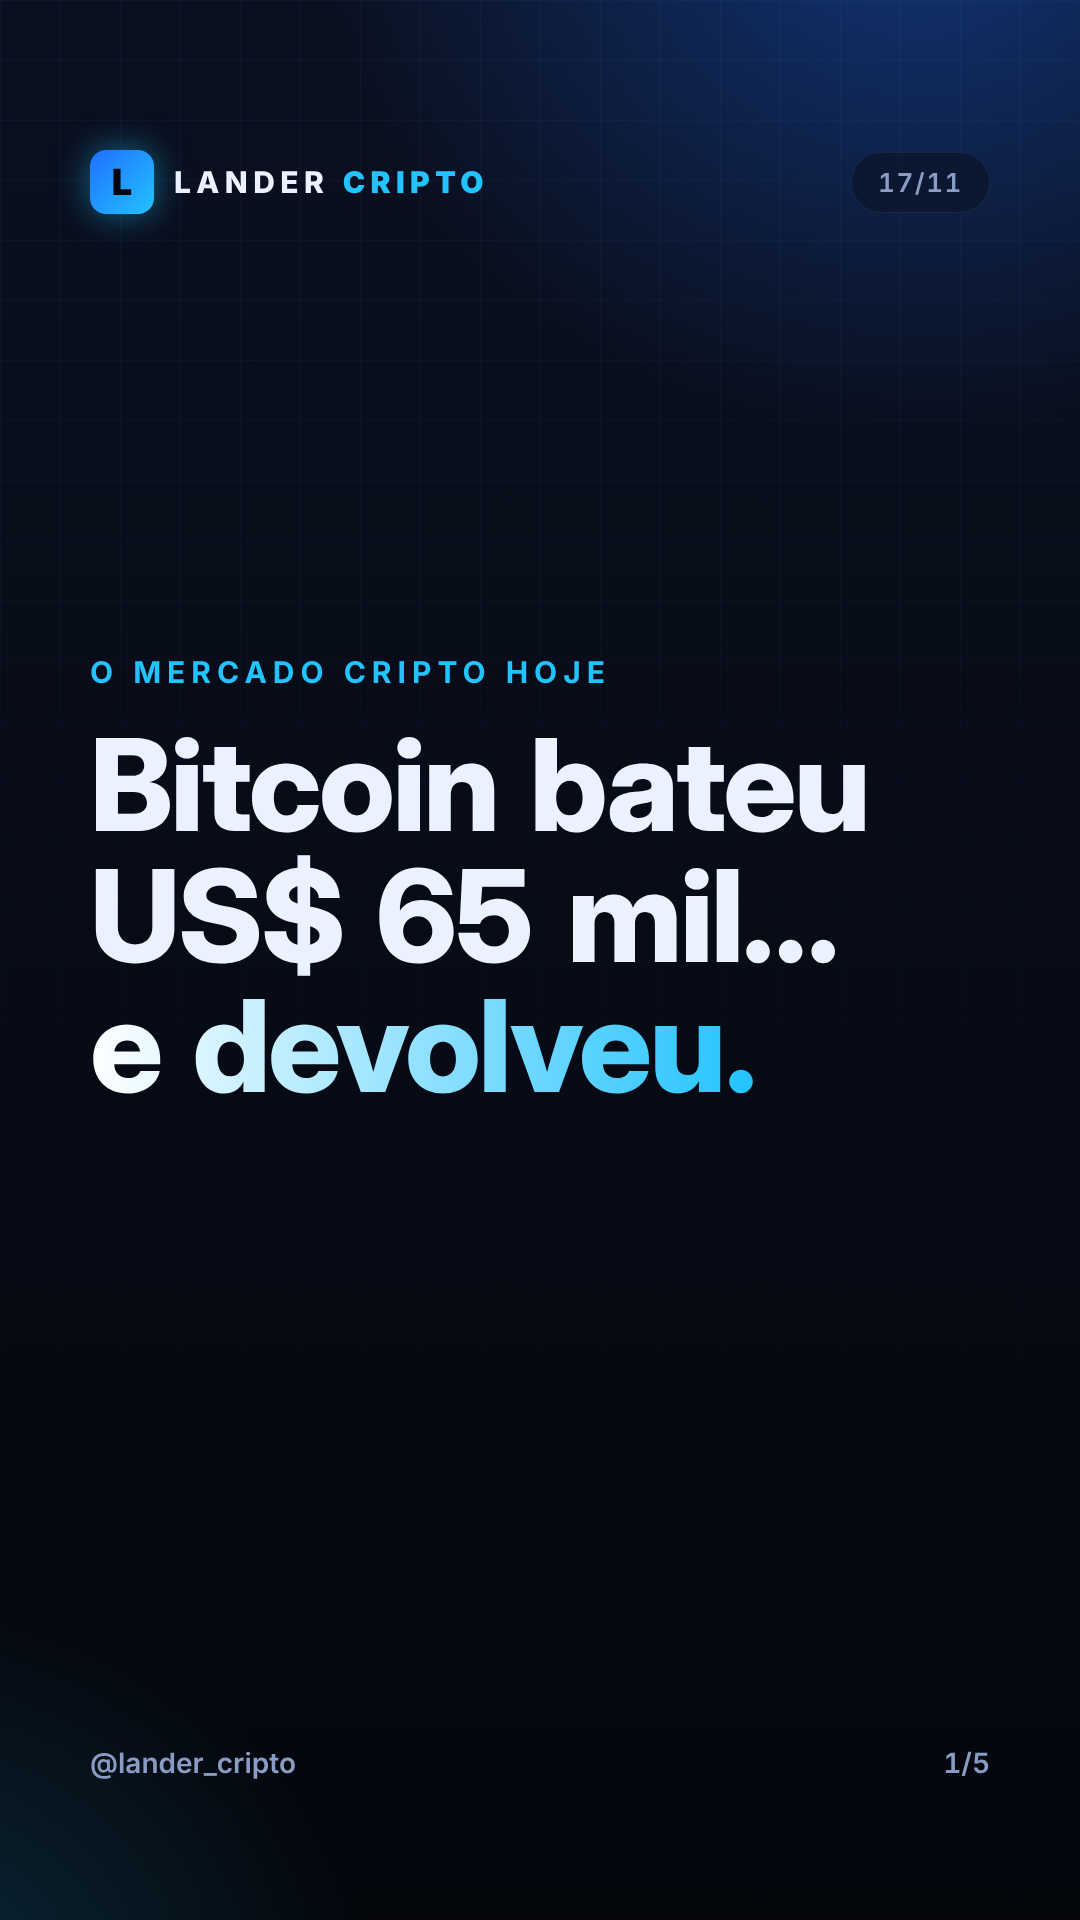 L LANDER CRIPTO
17/11
O MERCADO CRIPTO HOJE
Bitcoin bateu
US$ 65 mil...
e devolveu.
@lander_cripto
1/5